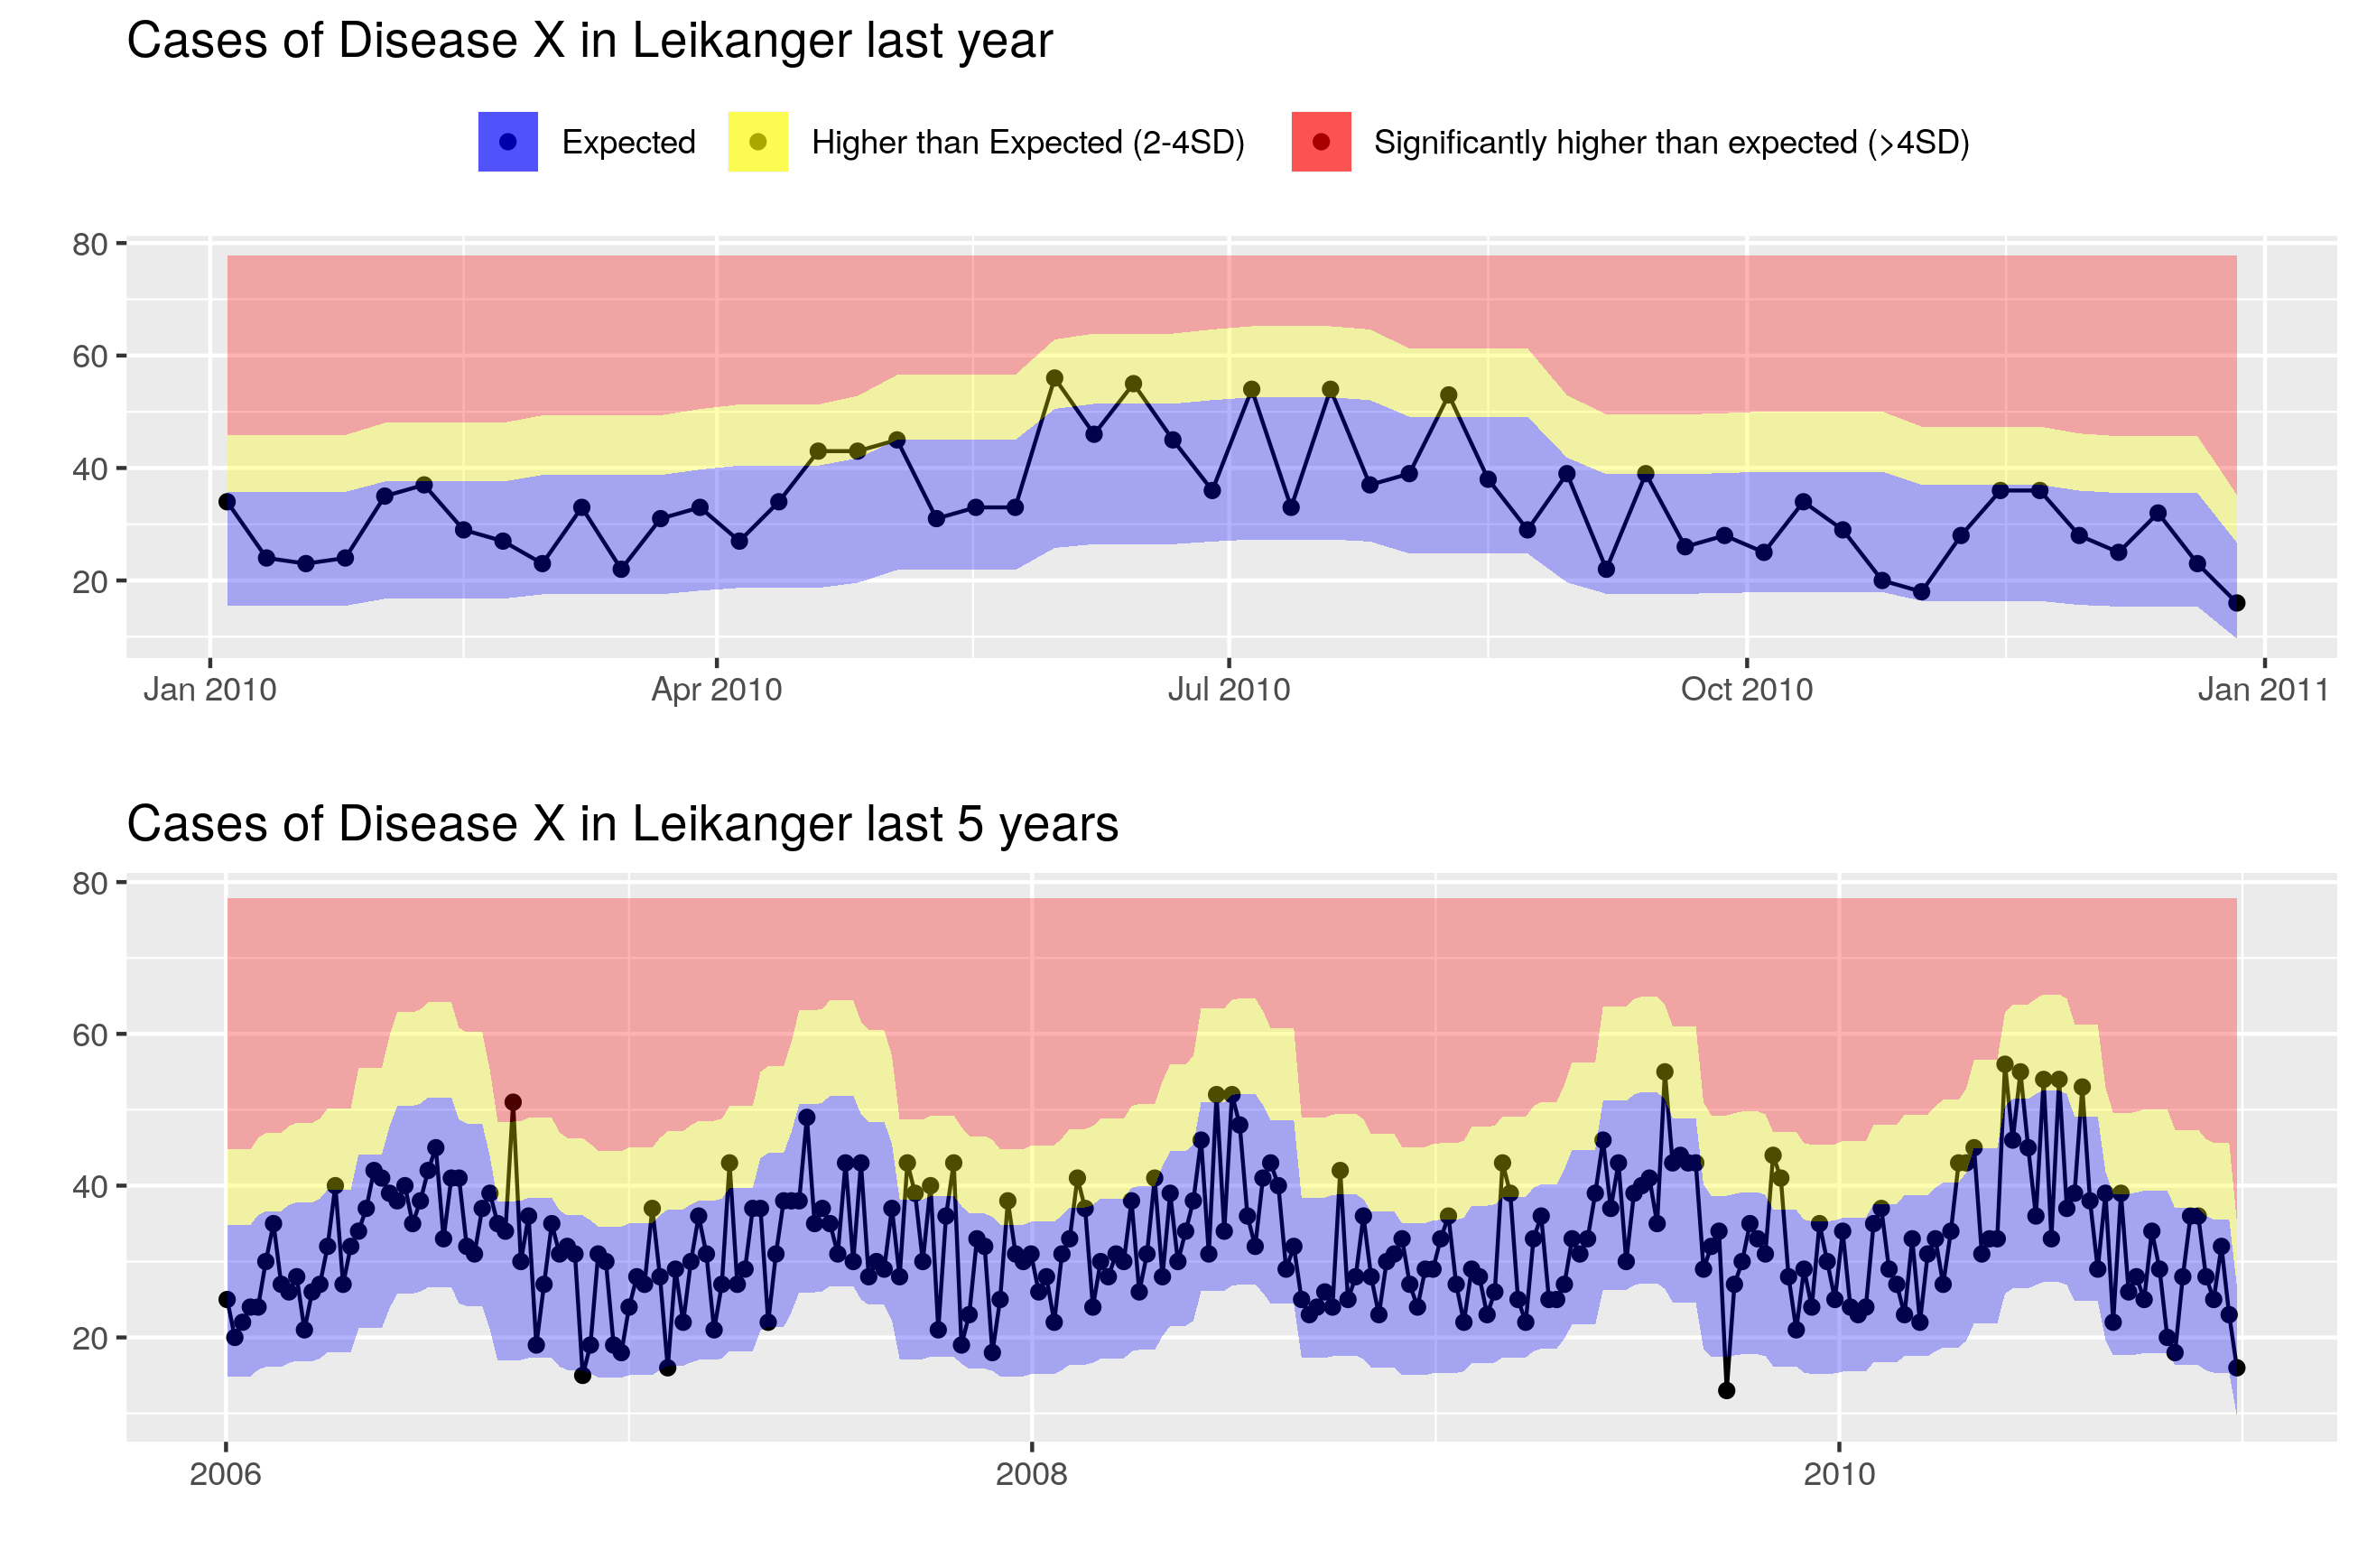 Cases of Disease X in Leikanger last year
Expected
Higher than Expected (2-4SD)
Significantly higher than expected (>4SD)
80
60
40
20
Jan 2010
Apr 2010
Jul 2010
Oct 2010
Jan 2011
Cases of Disease X in Leikanger last 5 years
80
60
40
20
2006
2008
2010